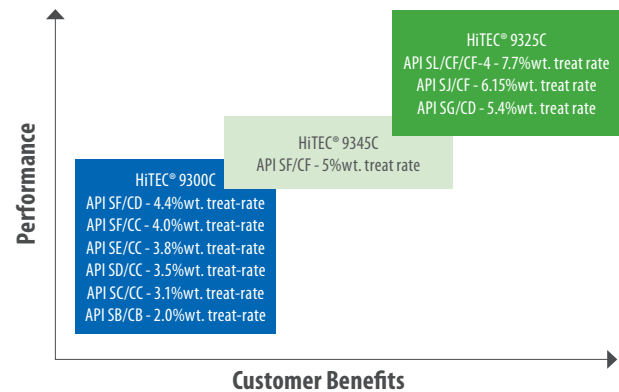 HiTEC® 9325C
API SL/CF/CF-4 - 7.7%wt. treat rate
API SJ/CF - 6.15%wt. treat rate
API SG/CD - 5.4%wt. treat rate
HiTEC® 9345C
API SF/CF - 5%wt. treat rate
HiTEC® 9300C
API SF/CD - 4.4%wt. treat-rate
API SF/CC - 4.0%wt. treat-rate
API SE/CC - 3.8%wt. treat-rate
API SD/CC - 3.5%wt. treat-rate
API SC/CC - 3.1%wt. treat-rate
API SB/CB - 2.0%wt. treat-rate
Performance
Customer Benefits